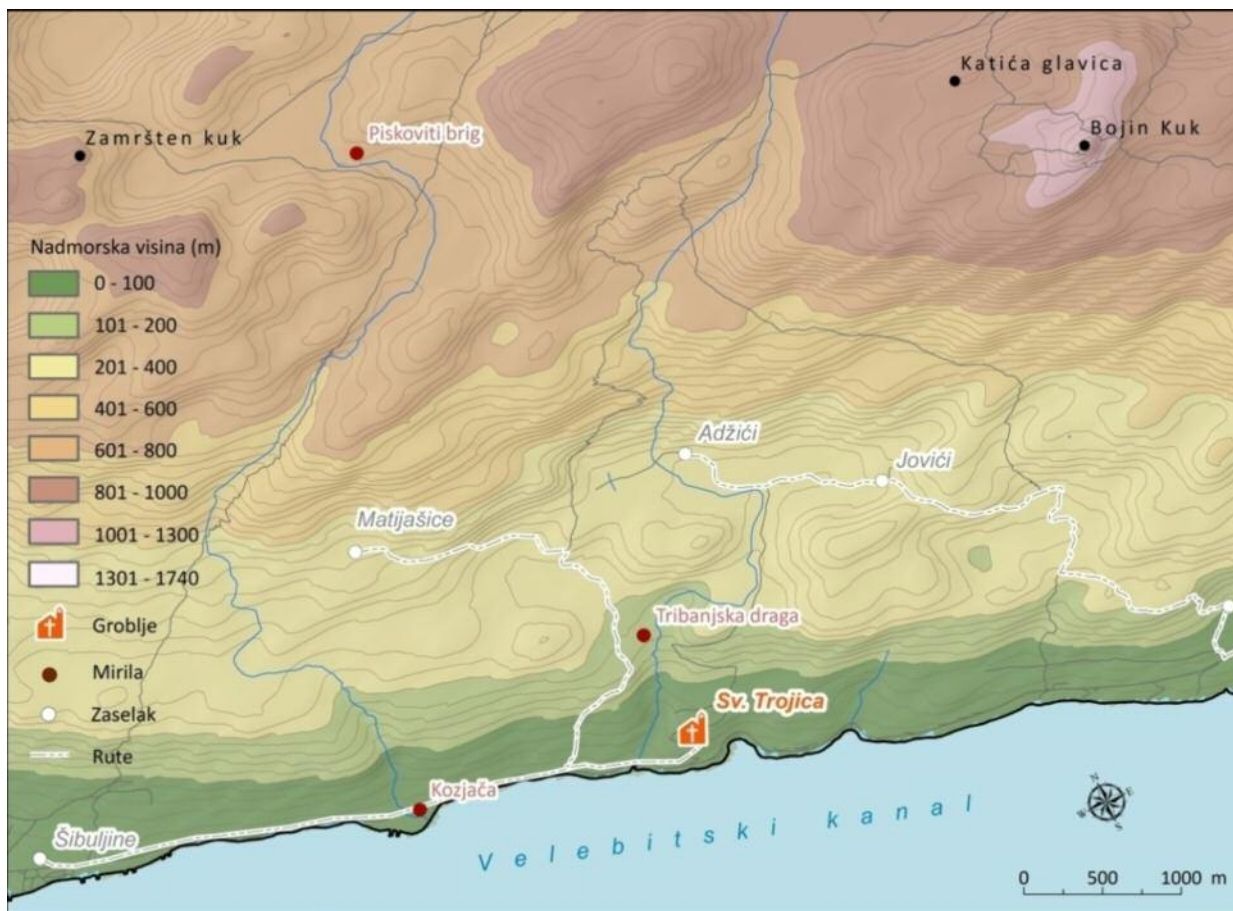 Katića glavica
Zamršten kuk
Piskoviti brig
Bojin Kuk
Nadmorska visina (m)
0 - 100
101 - 200
201 - 400
401 - 600
601 - 800
801 - 1000
1001 - 1300
1301 - 1740
Groblje
Mirila
Zaselak
Rute
Adžići
Jovići
Matijašice
Tribanjska draga
Sv. Trojica
Kozjača
Šibuljine
Velebitski kanal
N
E
S
W
0 500 1000 m